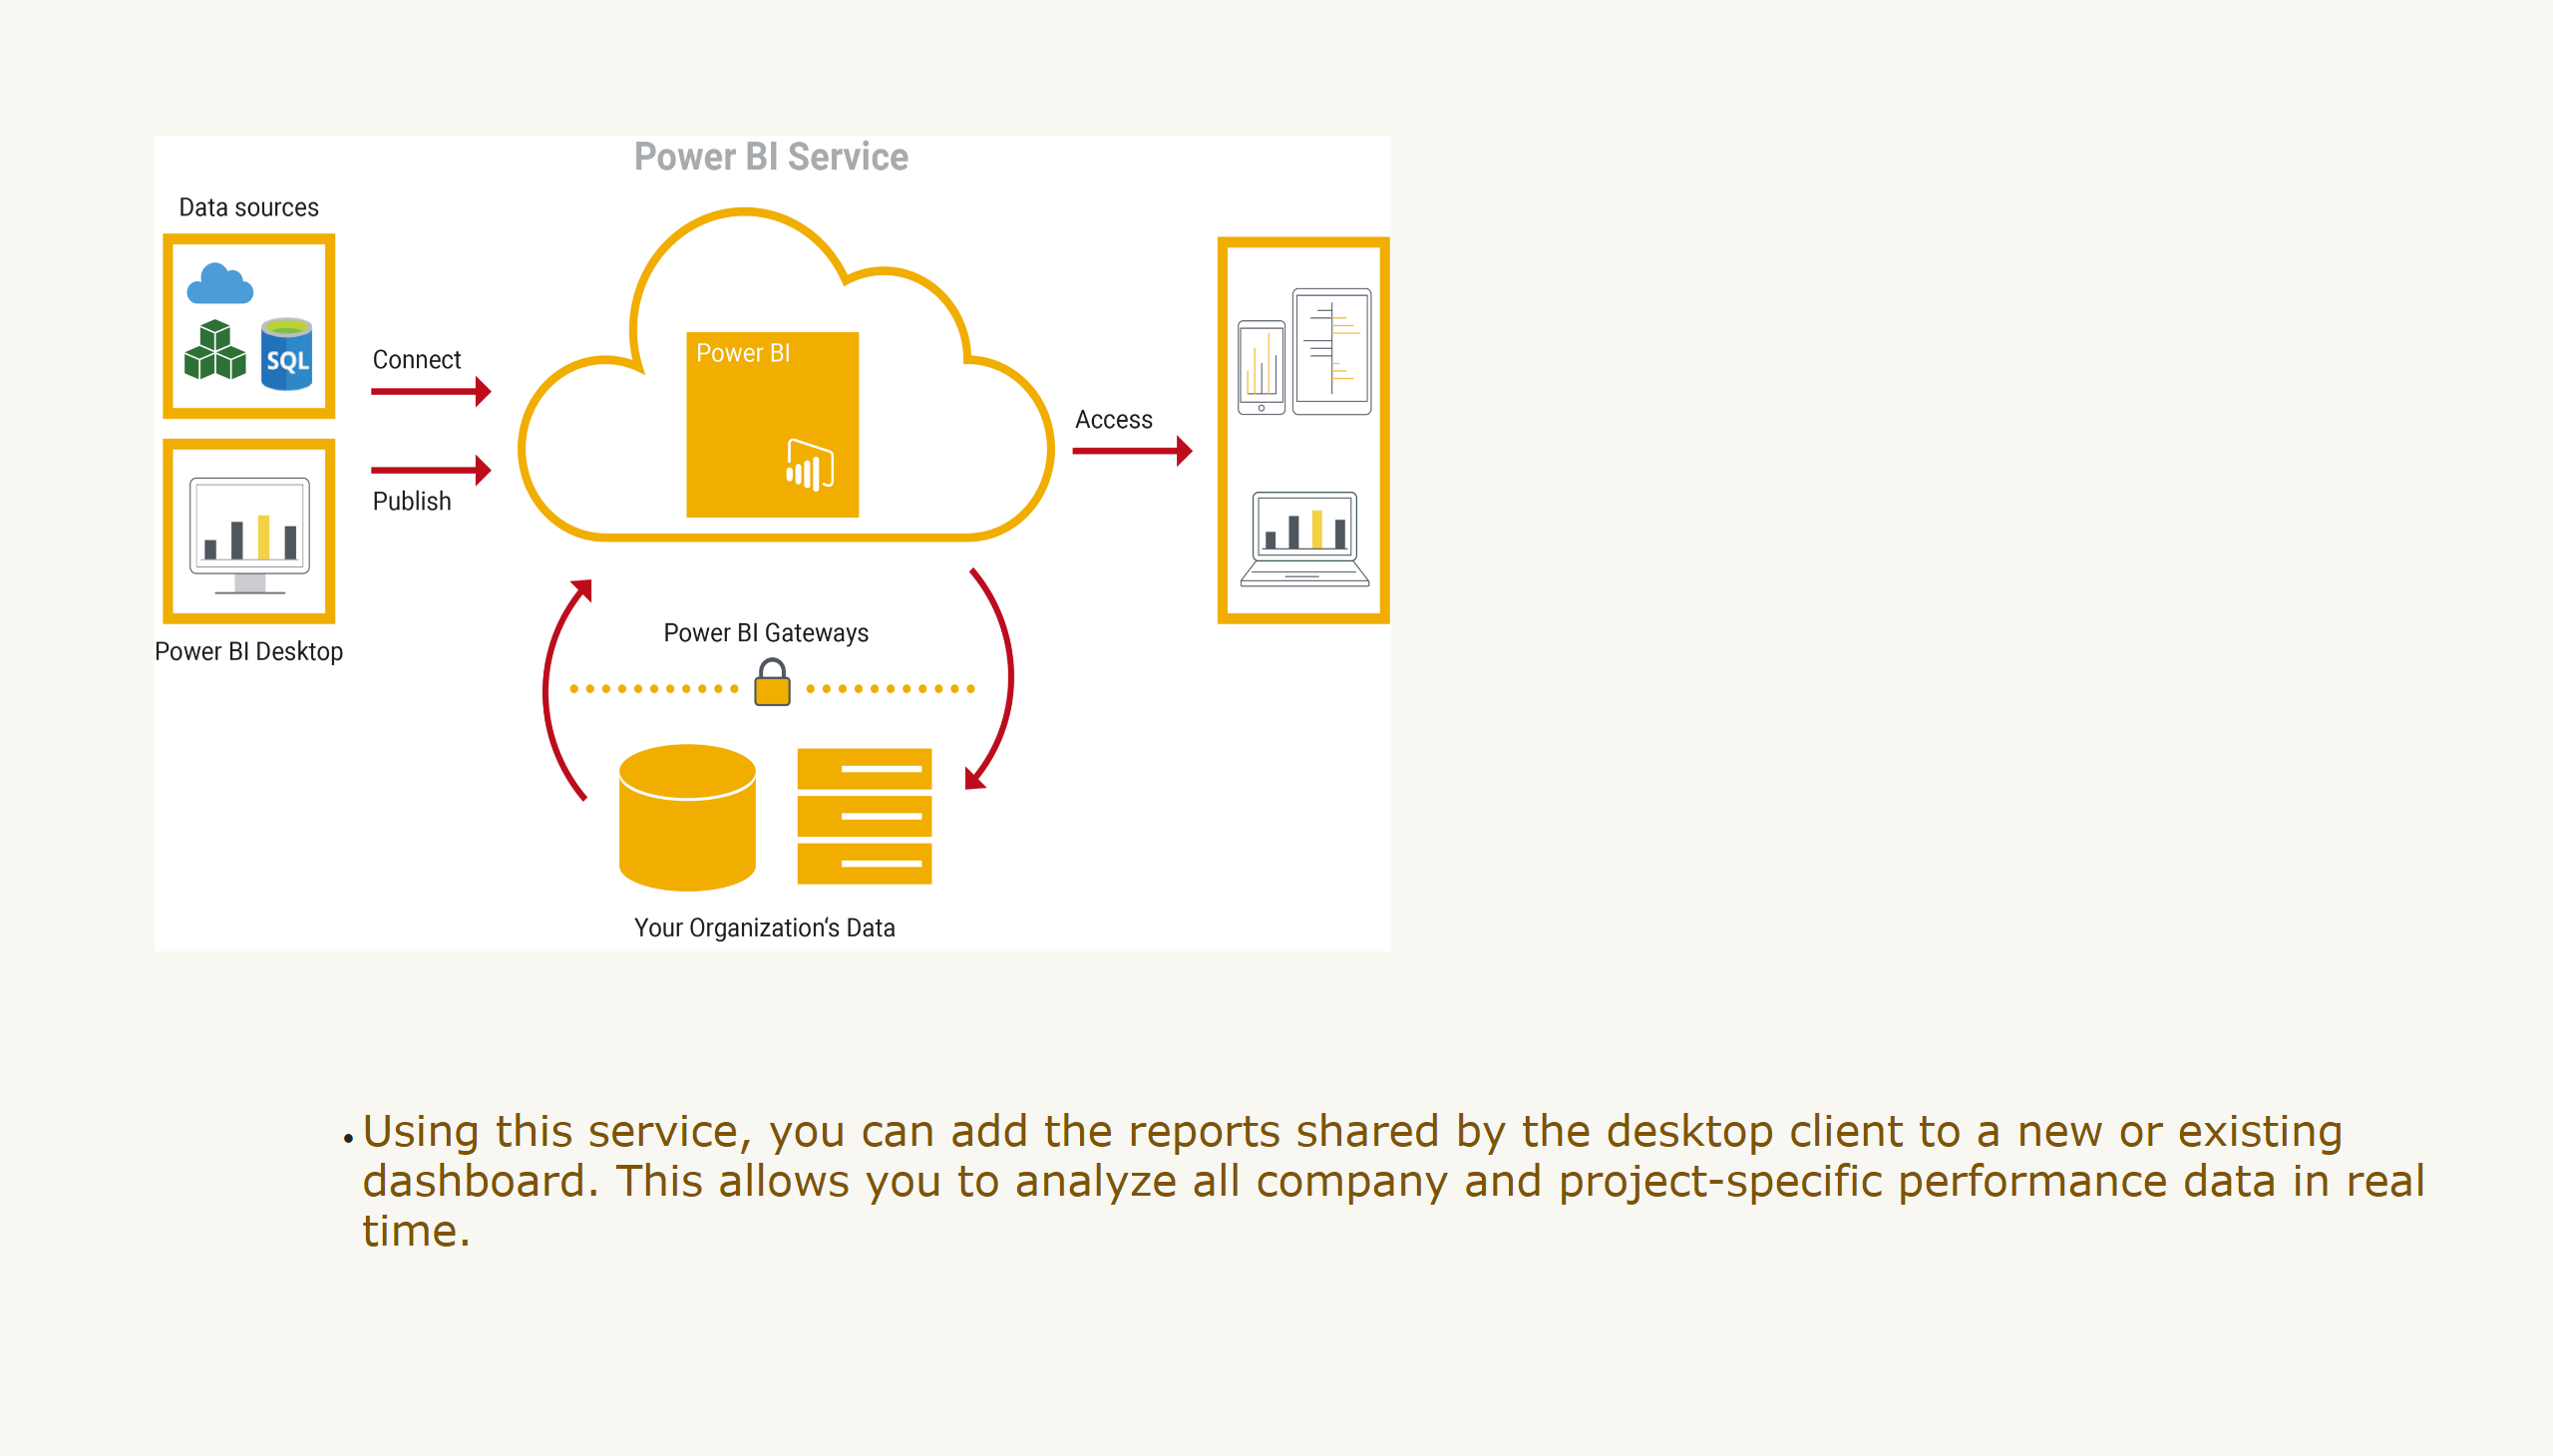 Power BI Service
Data sources
SQL
Connect
Publish
Power BI
Access
Power BI Desktop
Power BI Gateways
Your Organization‘s Data
• Using this service, you can add the reports shared by the desktop client to a new or existing
dashboard. This allows you to analyze all company and project-specific performance data in real
time.